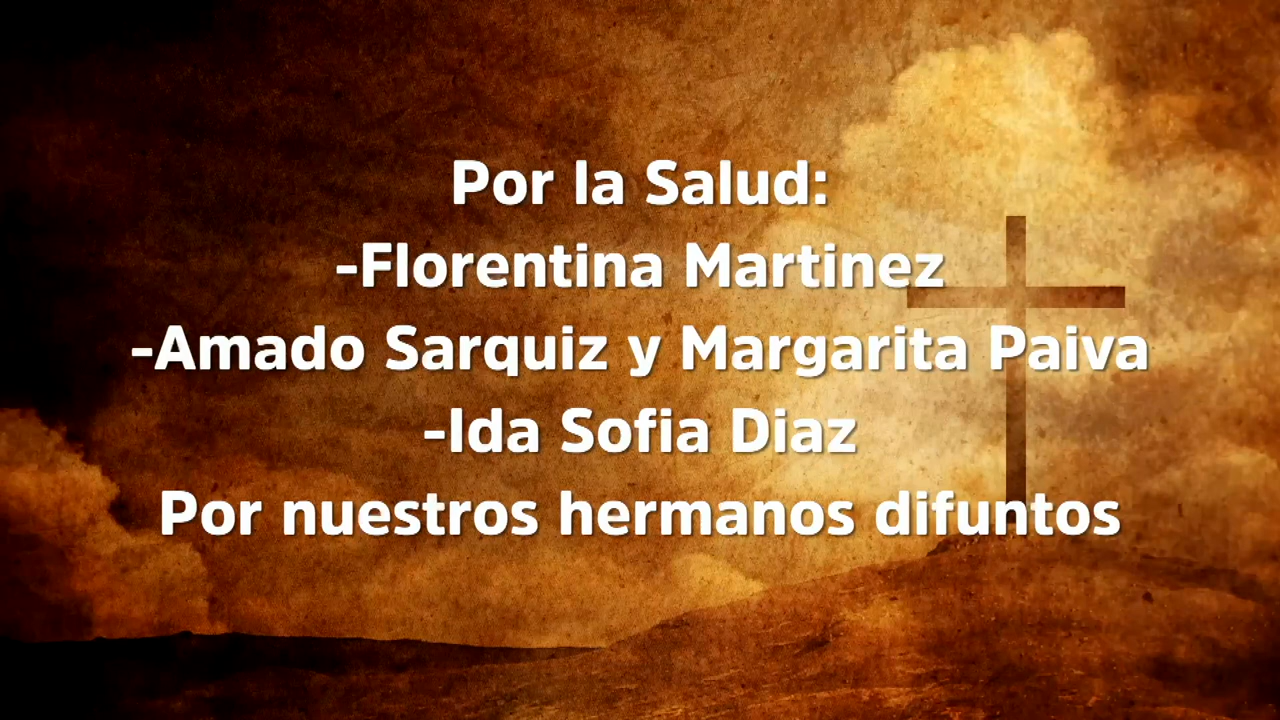 Por la Salud:
-Florentina Martinez
-Amado Sarquiz y Margarita Paiva
-Ida Sofia Diaz
Por nuestros hermanos difuntos